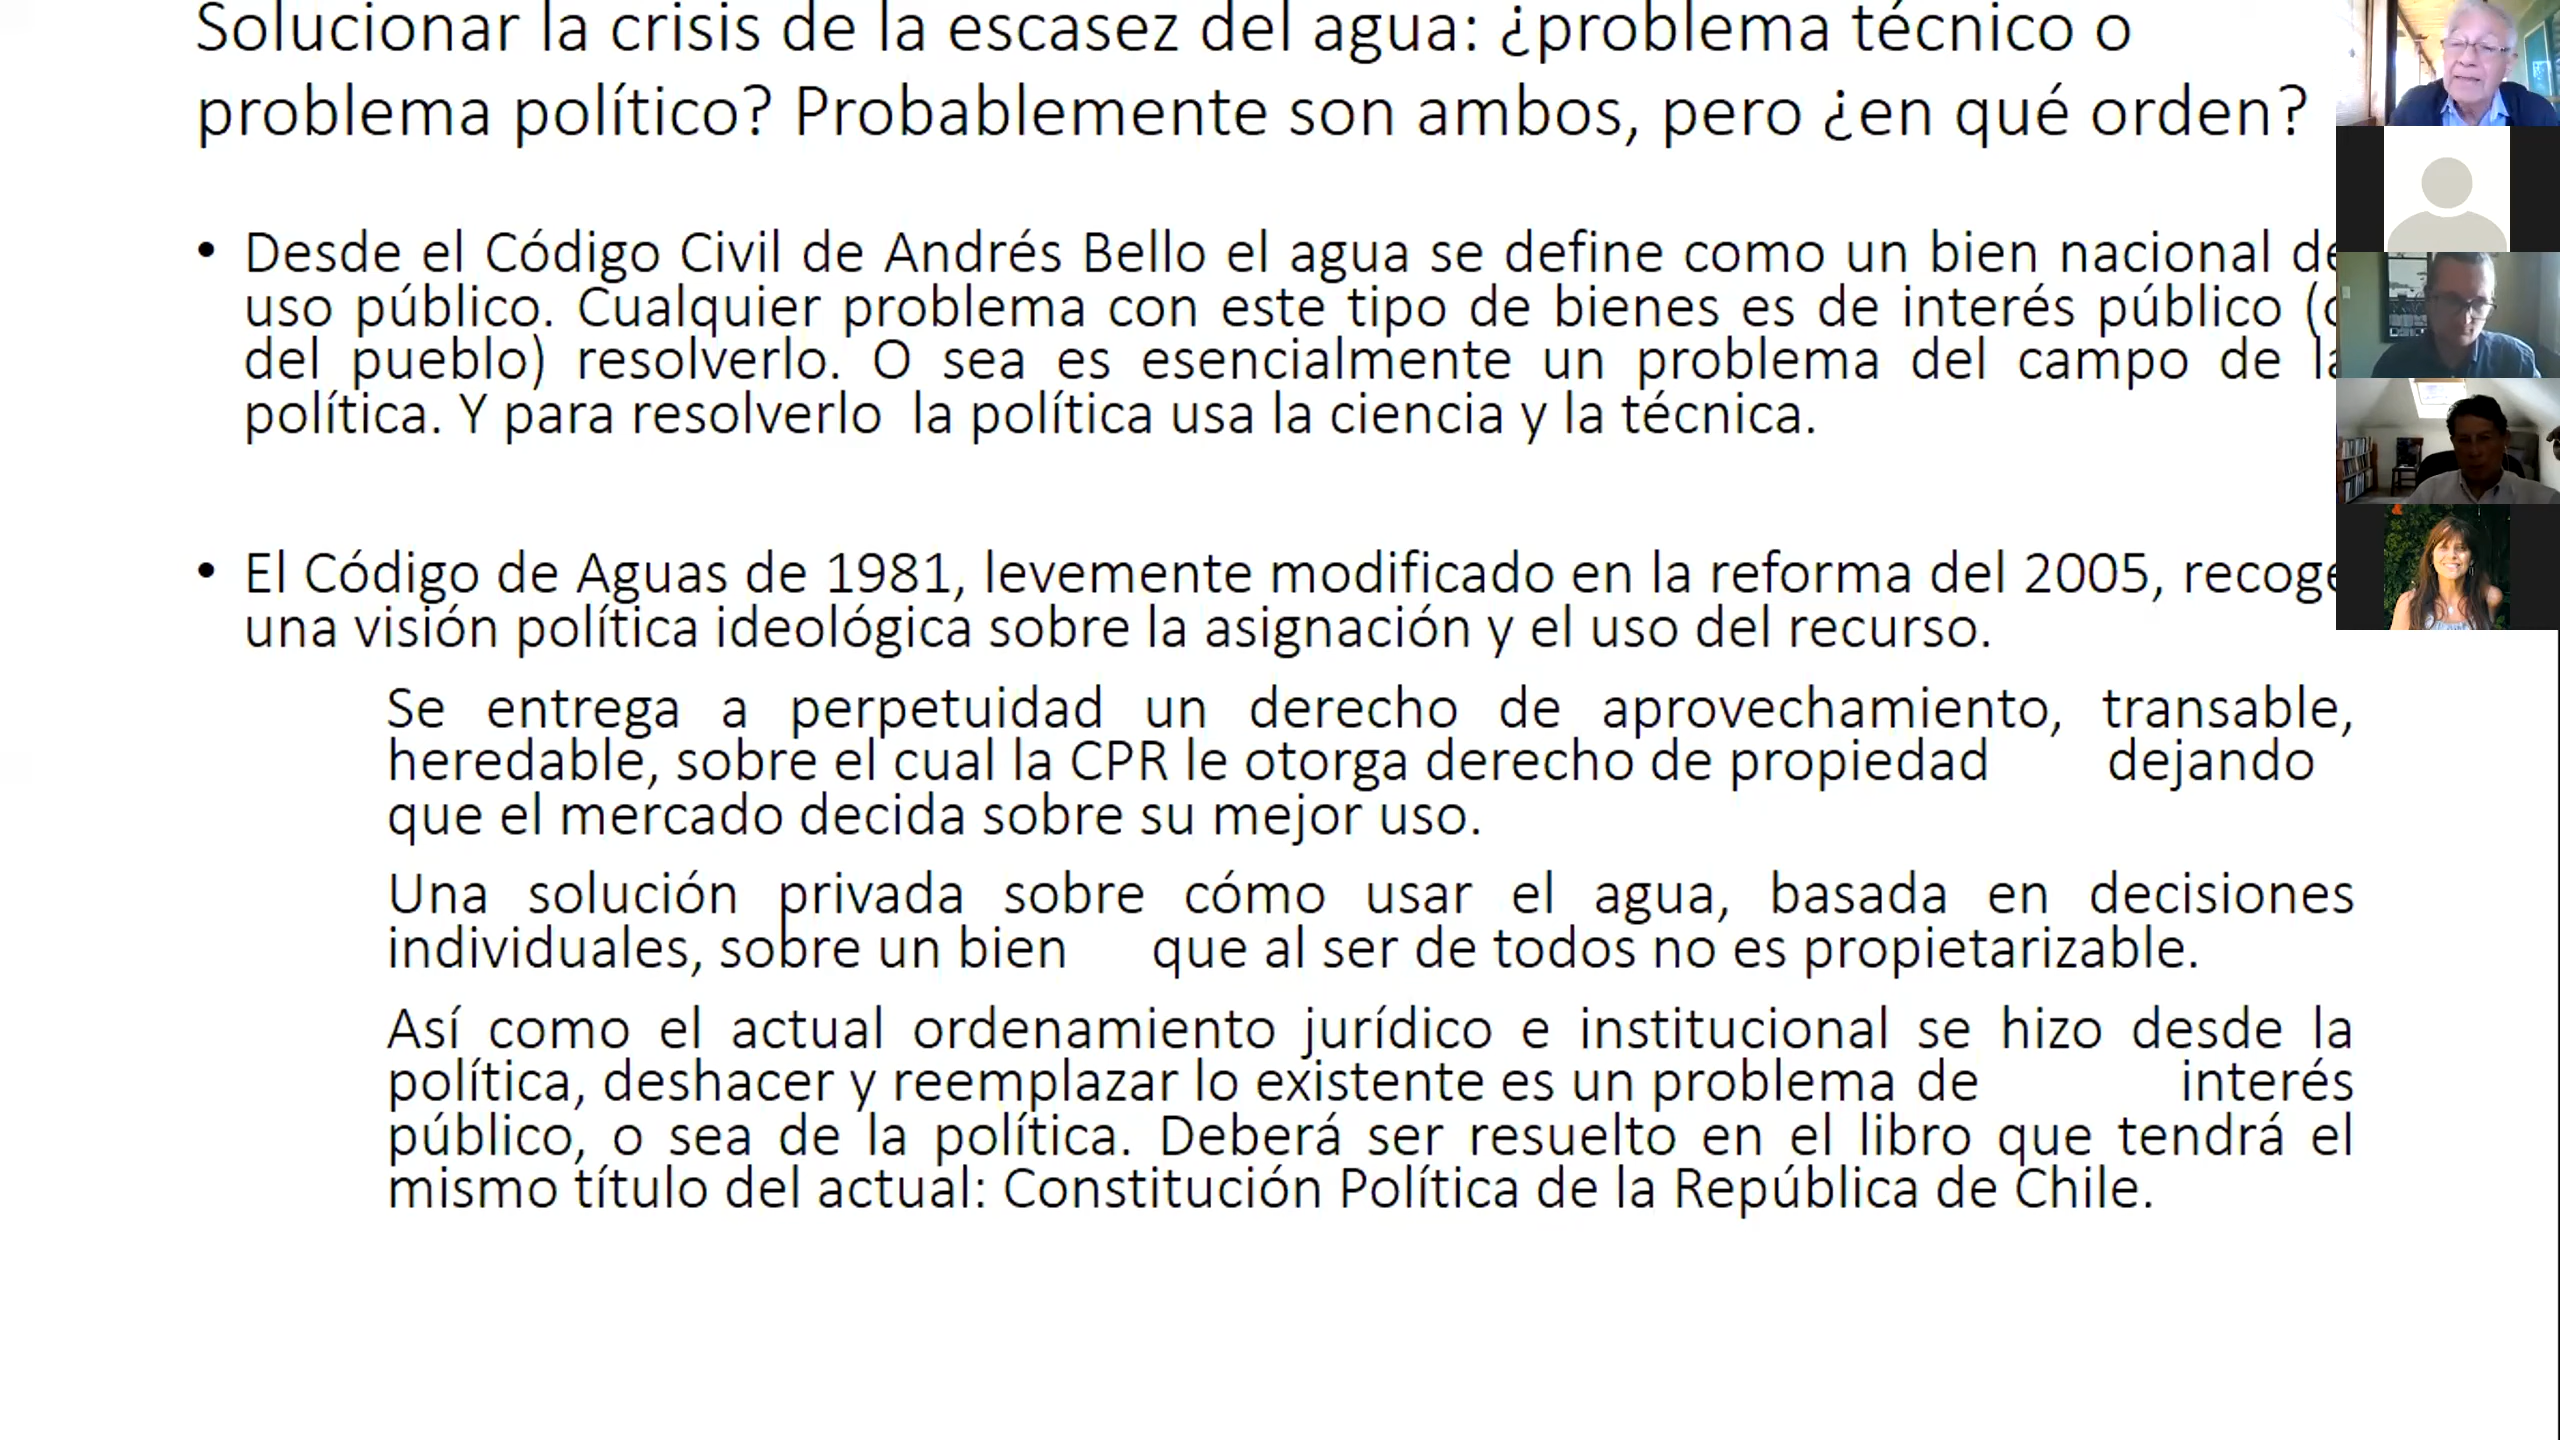 Solucionar la crisis de la escasez del agua: ¿problema técnico o
problema político? Probablemente son ambos, pero ¿en qué orden?
• Desde el Código Civil de Andrés Bello el agua se define como un bien nacional de
uso público. Cualquier problema con este tipo de bienes es de interés público (
del pueblo) resolverlo. O sea es esencialmente un problema del campo de la
política. Y para resolverlo la política usa la ciencia y la técnica.
• El Código de Aguas de 1981, levemente modificado en la reforma del 2005, recoge
una visión política ideológica sobre la asignación y el uso del recurso.
Se entrega a perpetuidad un derecho de aprovechamiento, transable,
heredable, sobre el cual la CPR le otorga derecho de propiedad dejando
que el mercado decida sobre su mejor uso.
Una solución privada sobre cómo usar el agua, basada en decisiones
individuales, sobre un bien que al ser de todos no es propietarizable.
Así como el actual ordenamiento jurídico e institucional se hizo desde la
política, deshacer y reemplazar lo existente es un problema de interés
público, o sea de la política. Deberá ser resuelto en el libro que tendrá el
mismo título del actual: Constitución Política de la República de Chile.